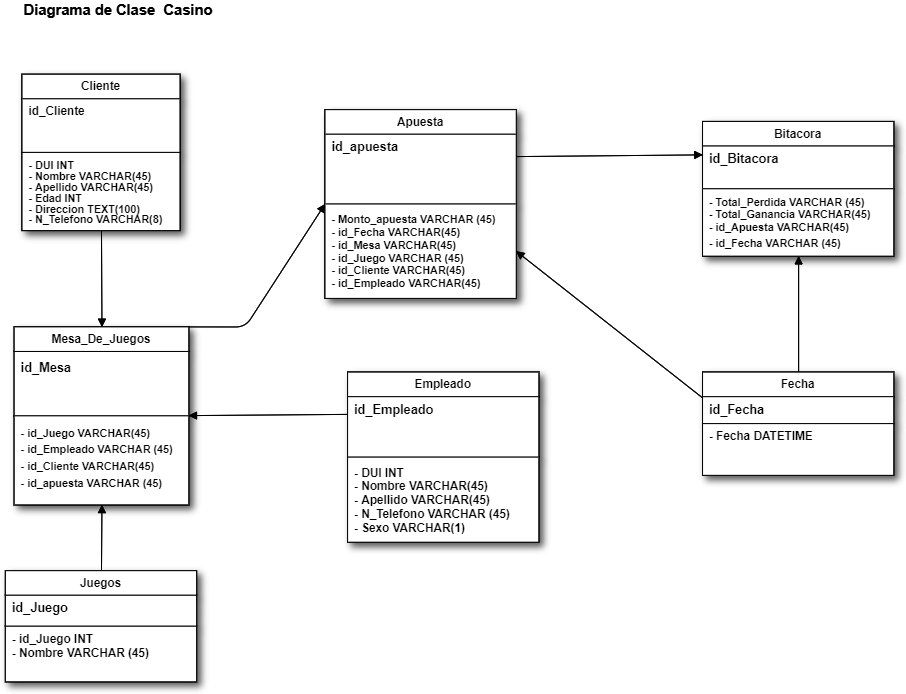 Diagrama de Clase  Casino
Cliente
id_Cliente
- DUI INT
- Nombre VARCHAR(45)
- Apellido VARCHAR(45)
- Edad INT
- Direccion TEXT(100)
- N_Telefono VARCHAR(8)
Apuesta
id_apuesta
- Monto_apuesta VARCHAR (45)
- id_Fecha VARCHAR(45)
- id_Mesa VARCHAR(45)
- id_Juego VARCHAR (45)
- id_Cliente VARCHAR(45)
- id_Empleado VARCHAR(45)
Bitacora
id_Bitacora
- Total_Perdida VARCHAR (45)
- Total_Ganancia VARCHAR(45)
- id_Apuesta VARCHAR(45)
- id_Fecha VARCHAR (45)
Mesa_De_Juegos
id_Mesa
- id_Juego VARCHAR(45)
- id_Empleado VARCHAR (45)
- id_Cliente VARCHAR(45)
- id_apuesta VARCHAR (45)
Empleado
id_Empleado
- DUI INT
- Nombre VARCHAR(45)
- Apellido VARCHAR(45)
- N_Telefono VARCHAR (45)
- Sexo VARCHAR(1)
Fecha
id_Fecha
- Fecha DATETIME
Juegos
id_Juego
- id_Juego INT
- Nombre VARCHAR (45)